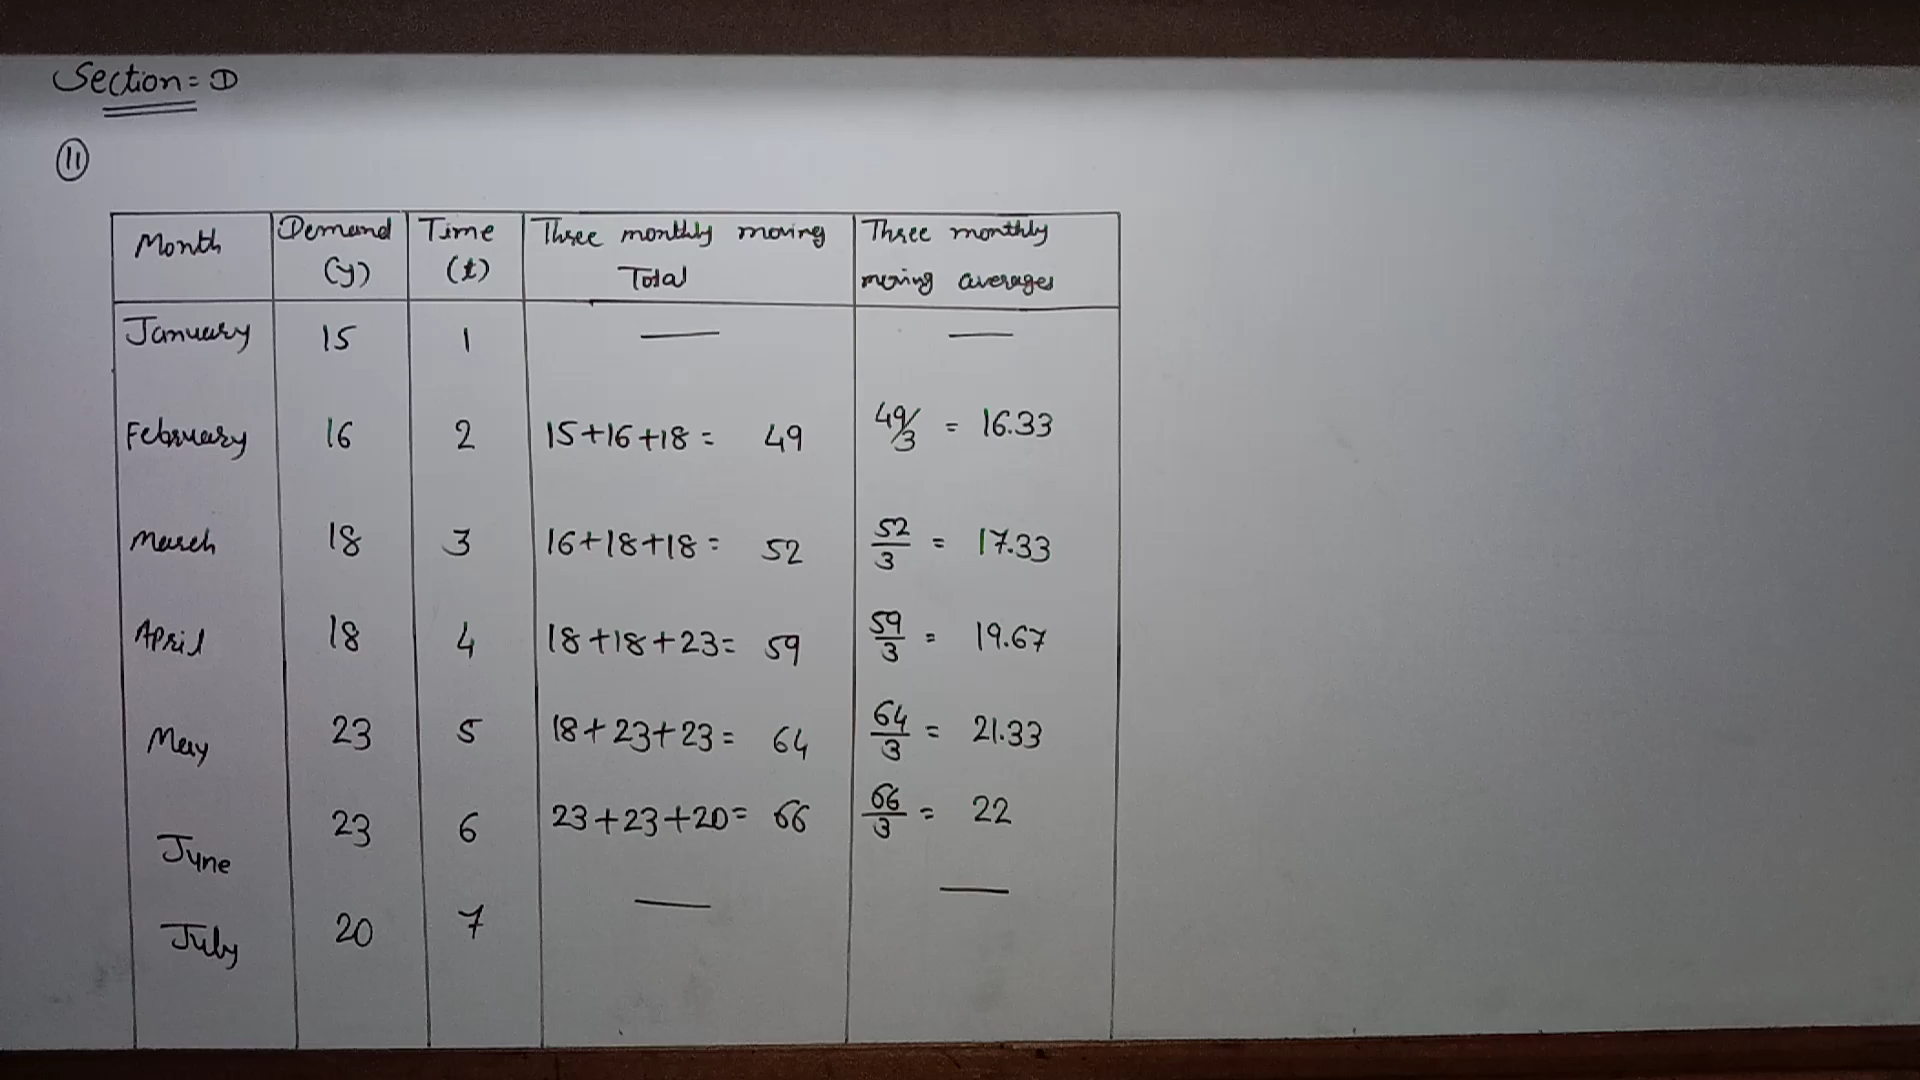 Section = D
11
Month Demand (y) Time (t) Three monthly moving Total Three monthly moving averages
January 15 1 — —
February 16 2 15+16+18 = 49 49/3 = 16.33
March 18 3 16+18+18 = 52 52/3 = 17.33
April 18 4 18+18+23 = 59 59/3 = 19.67
May 23 5 18+23+23 = 64 64/3 = 21.33
June 23 6 23+23+20 = 66 66/3 = 22
July 20 7 — —